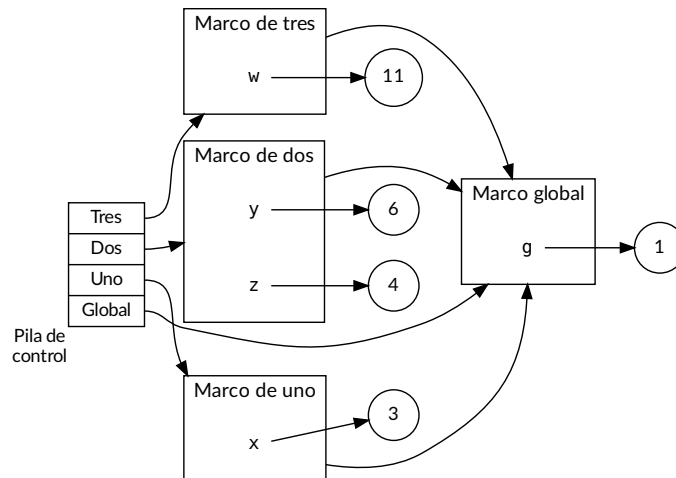 Marco de tres
w
11
Marco de dos
y
6
z
4
Marco global
g
1
Tres
Dos
Uno
Global
Pila de
control
Marco de uno
x
3